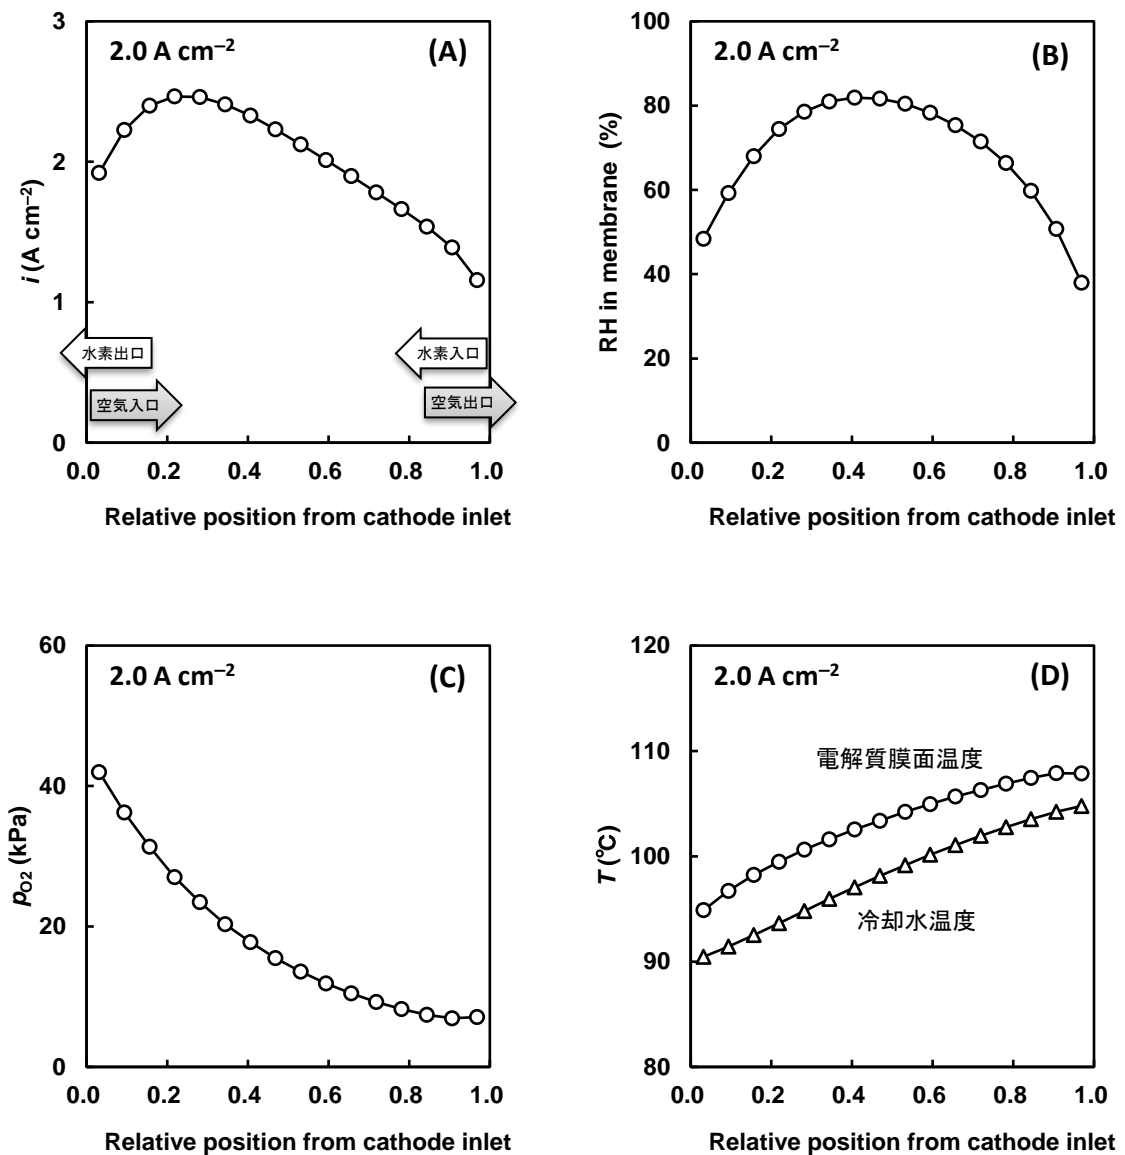 2.0 A cm⁻²
(A)
3
2
1
0
i (A cm⁻²)
水素出口
水素入口
空気入口
空気出口
0.0 0.2 0.4 0.6 0.8 1.0
Relative position from cathode inlet
2.0 A cm⁻²
(B)
100
80
60
40
20
0
RH in membrane (%)
0.0 0.2 0.4 0.6 0.8 1.0
Relative position from cathode inlet
2.0 A cm⁻²
(C)
60
40
20
0
pO2 (kPa)
0.0 0.2 0.4 0.6 0.8 1.0
Relative position from cathode inlet
2.0 A cm⁻²
(D)
120
110
100
90
80
T (°C)
電解質膜面温度
冷却水温度
0.0 0.2 0.4 0.6 0.8 1.0
Relative position from cathode inlet